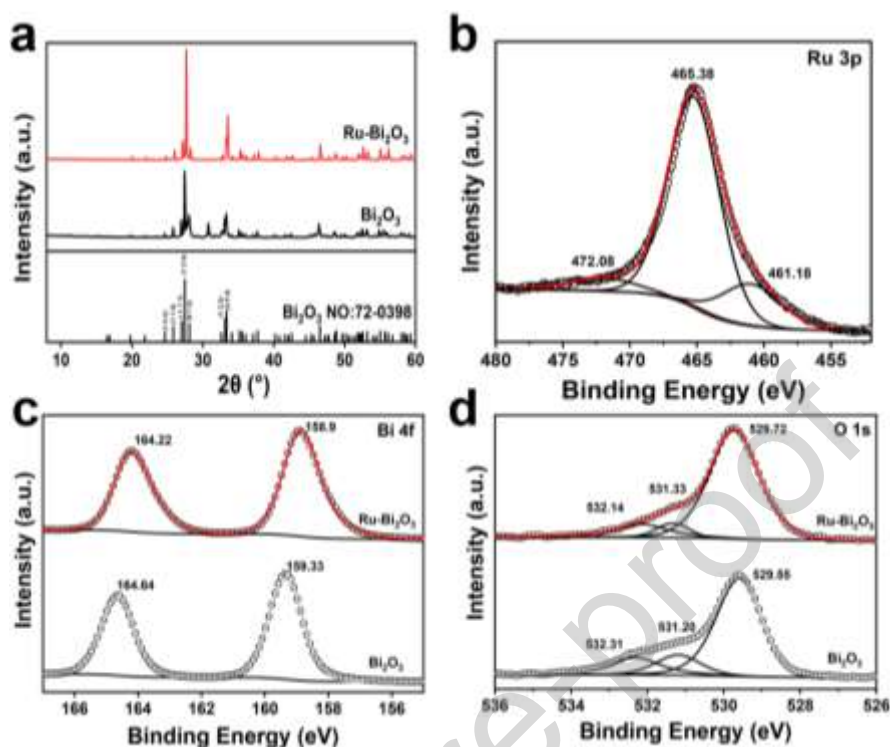 a
Intensity (a.u.)
Ru-Bi₂O₃
Bi₂O₃
Bi₂O₃ NO:72-0398
10 20 30 40 50 60
2θ (°)
b
Intensity (a.u.)
Ru 3p
465.38
472.08
461.18
480 475 470 465 460 455
Binding Energy (eV)
c
Intensity (a.u.)
Bi 4f
164.22
158.9
Ru-Bi₂O₃
164.64
159.33
Bi₂O₃
166 164 162 160 158 156
Binding Energy (eV)
d
Intensity (a.u.)
O 1s
529.72
531.33
532.14
Ru-Bi₂O₃
529.55
531.20
532.31
Bi₂O₃
536 534 532 530 528 526
Binding Energy (eV)
re-proof